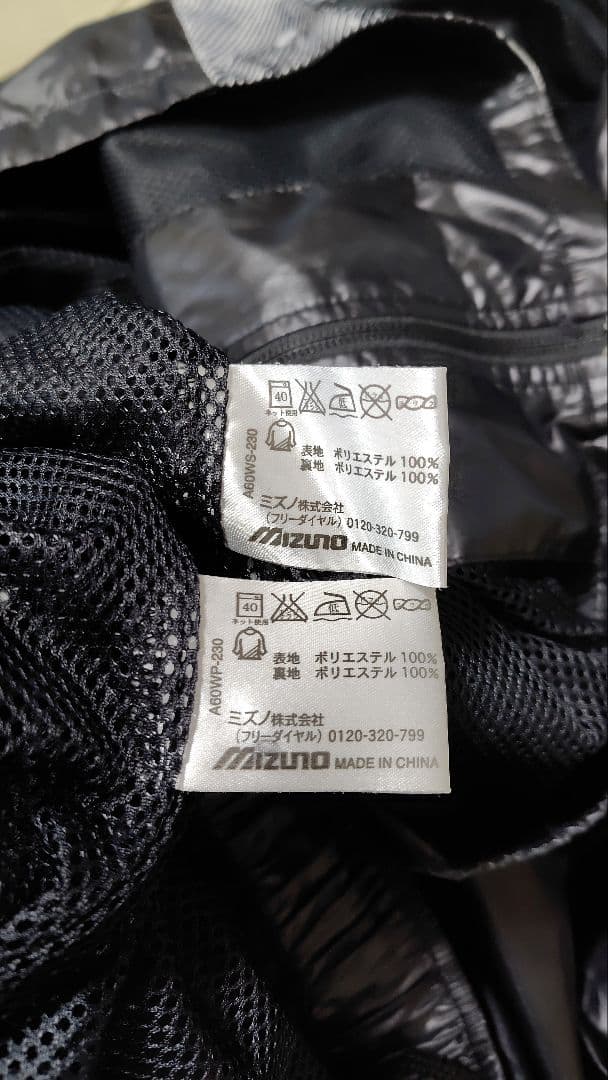 40
ネット使用
低
A60WS-230
表地 ポリエステル 100%
裏地 ポリエステル 100%
ミズノ株式会社
(フリーダイヤル) 0120-320-799
MIZUNO MADE IN CHINA
40
ネット使用
低
A60WP-230
表地 ポリエステル 100%
裏地 ポリエステル 100%
ミズノ株式会社
(フリーダイヤル) 0120-320-799
MIZUNO MADE IN CHINA